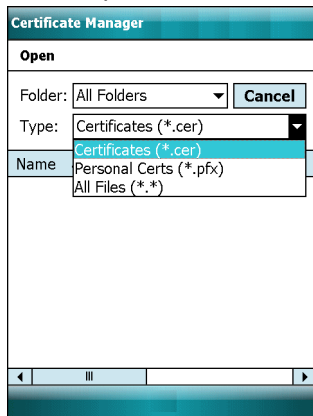 Certificate Manager
Open
Folder: All Folders Cancel
Type: Certificates (*.cer)
Certificates (*.cer)
Name Personal Certs (*.pfx)
All Files (*.*)